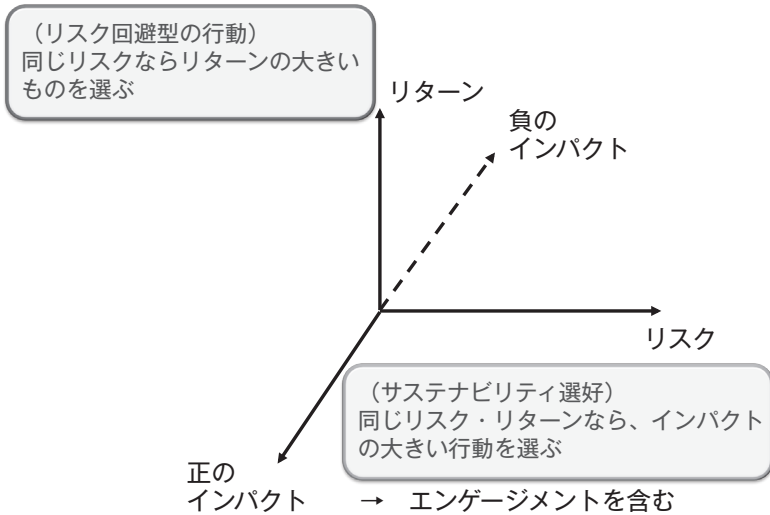 （リスク回避型の行動）
同じリスクならリターンの大きい
ものを選ぶ
リターン
負の
インパクト
リスク
（サステナビリティ選好）
同じリスク・リターンなら、インパクト
の大きい行動を選ぶ
正の
インパクト　→　エンゲージメントを含む